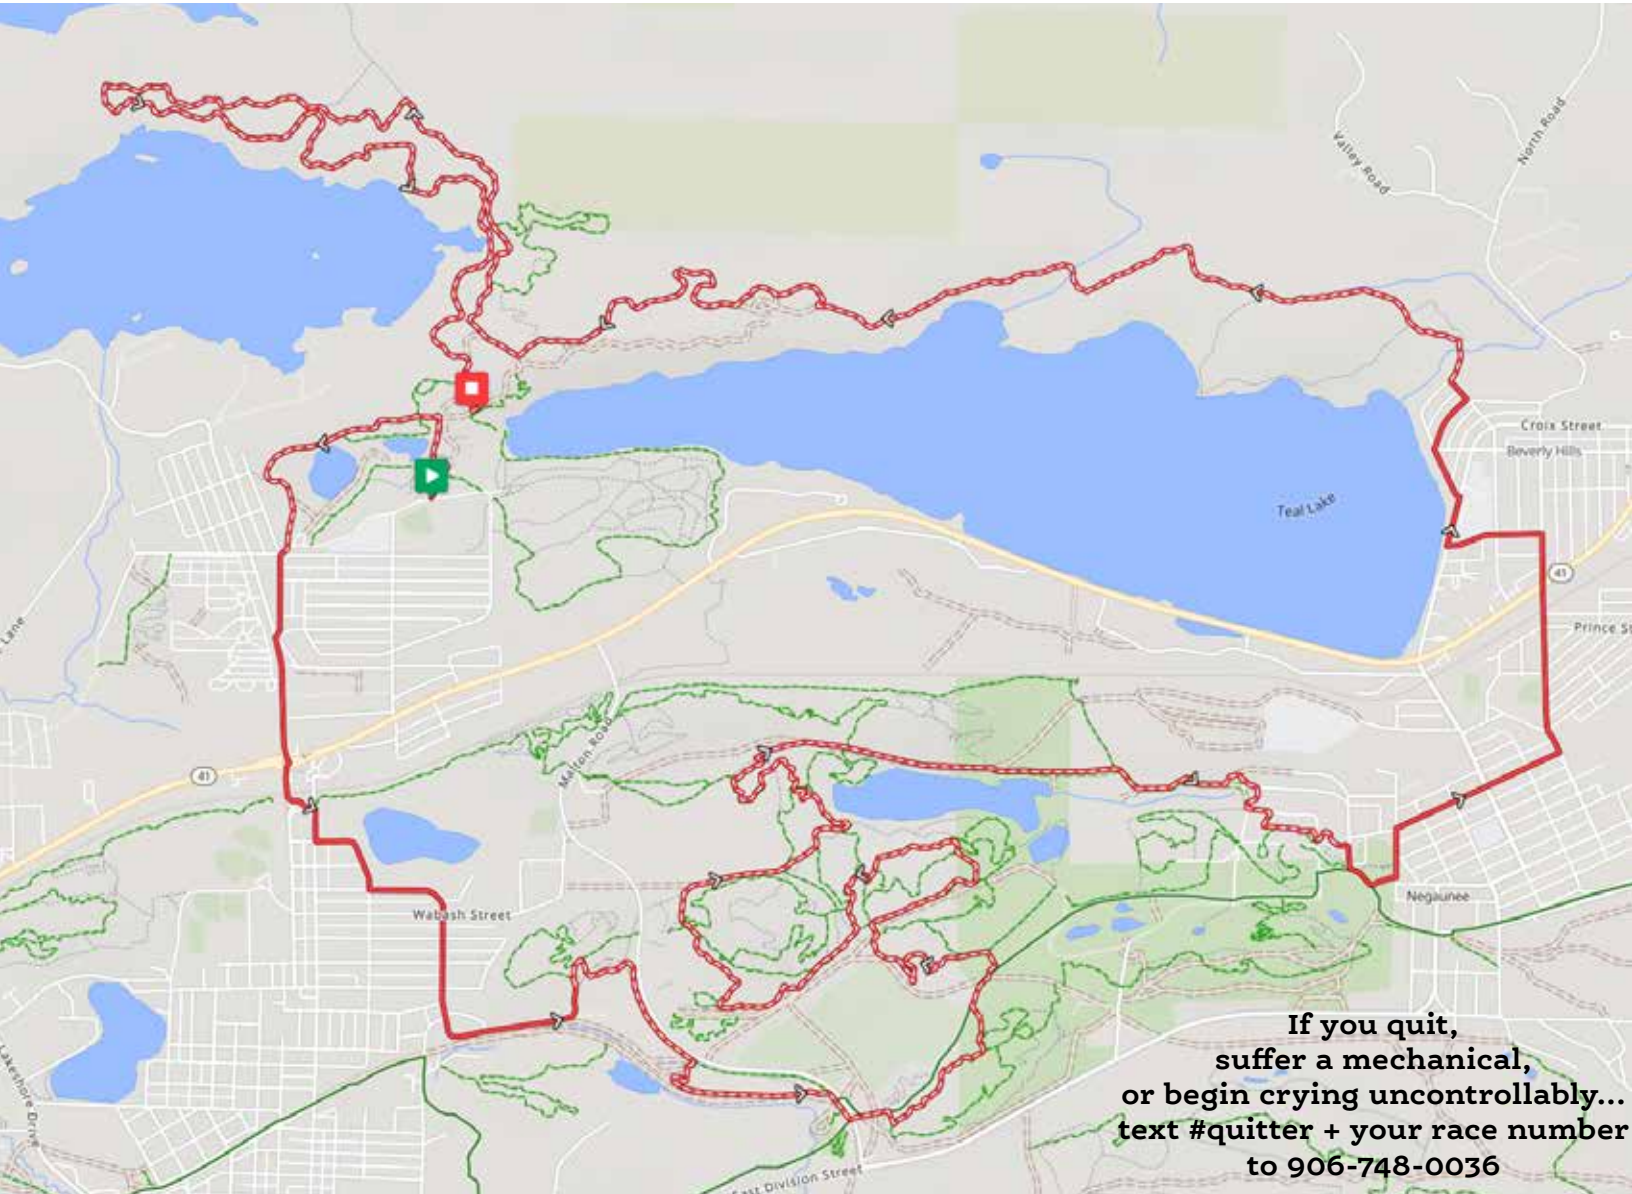 North Road
Valley Road
Croix Street
Beverly Hills
Teal Lake
41
Prince S
Lane
Malton Road
41
Wabash Street
Negaunee
Lakeshore Drive
East Division Street
If you quit,
suffer a mechanical,
or begin crying uncontrollably...
text #quitter + your race number
to 906-748-0036